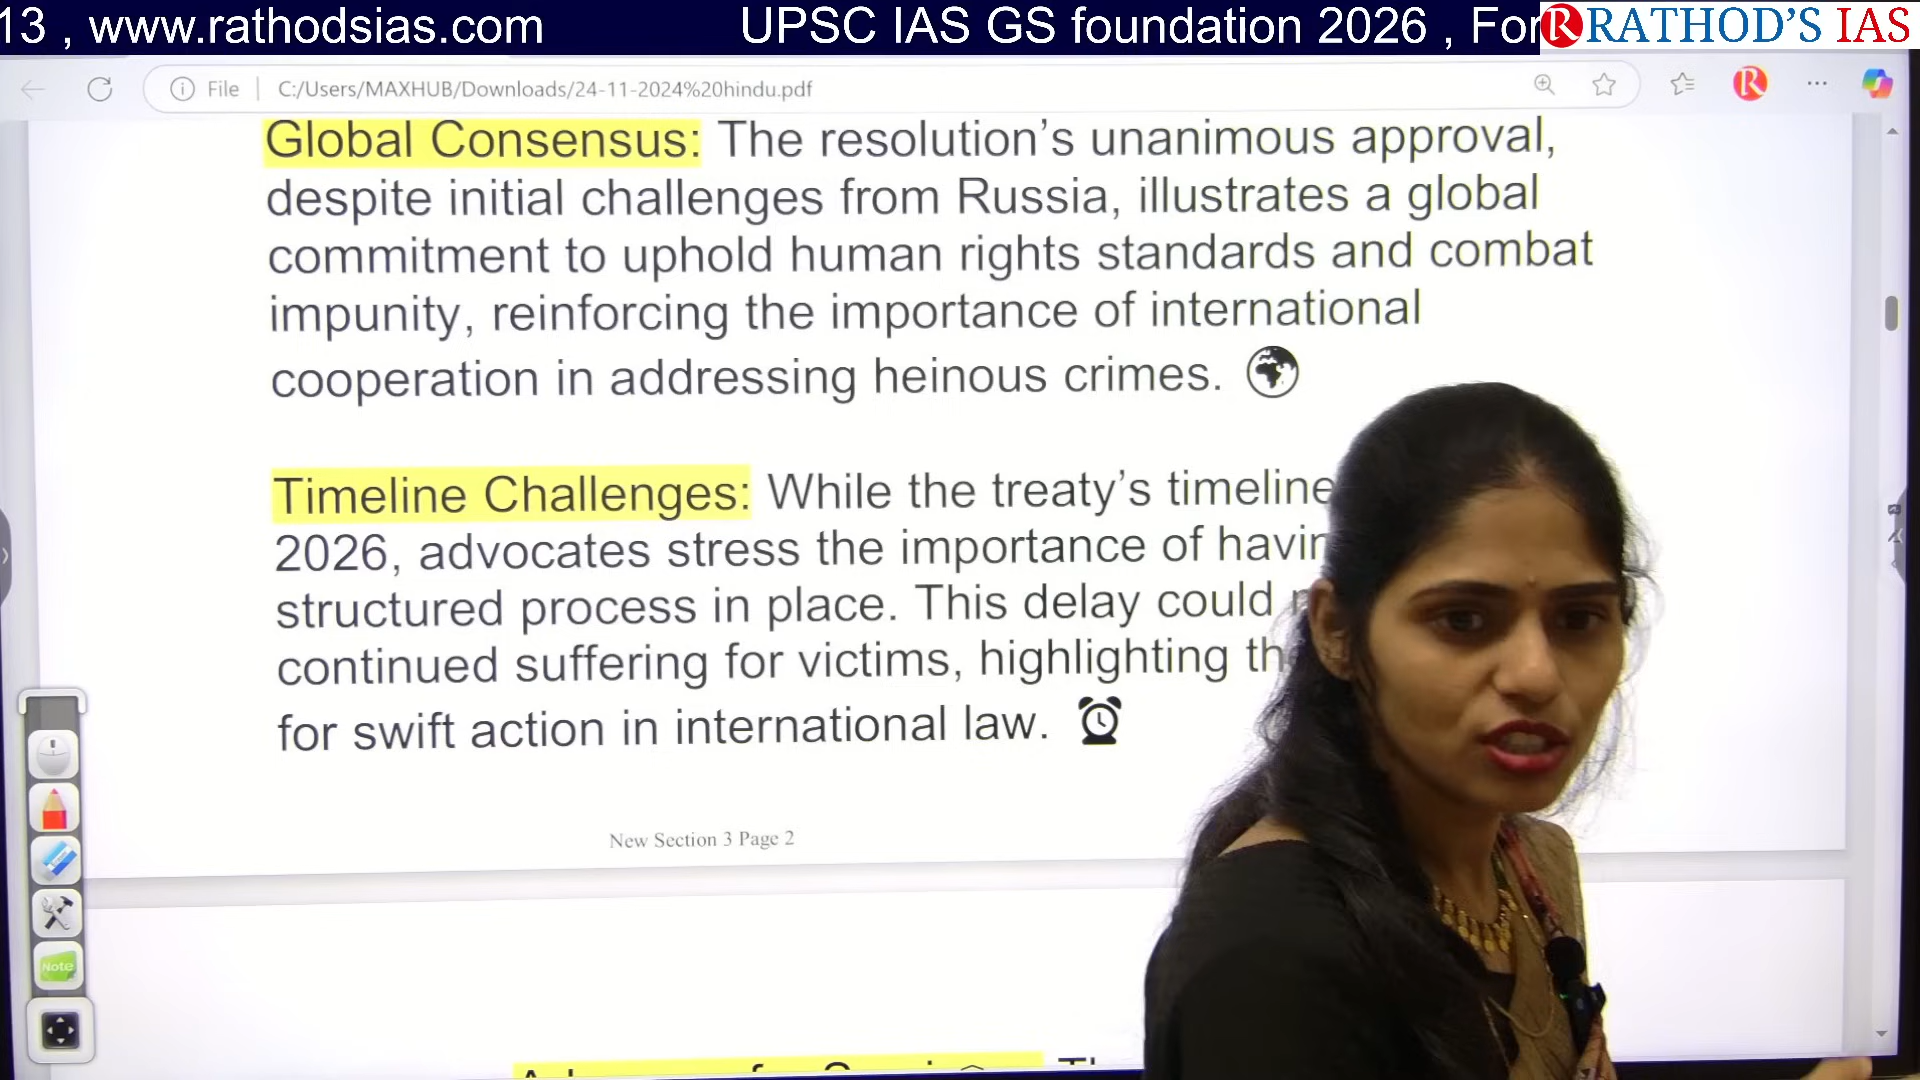 13 , www.rathodsias.com UPSC IAS GS foundation 2026 , For
R RATHOD'S IAS
File C:/Users/MAXHUB/Downloads/24-11-2024%20hindu.pdf
R
Global Consensus: The resolution's unanimous approval,
despite initial challenges from Russia, illustrates a global
commitment to uphold human rights standards and combat
impunity, reinforcing the importance of international
cooperation in addressing heinous crimes.
Timeline Challenges: While the treaty's timeline
2026, advocates stress the importance of
structured process in place. This delay could
continued suffering for victims, highlighting
for swift action in international law.
New Section 3 Page 2
Note